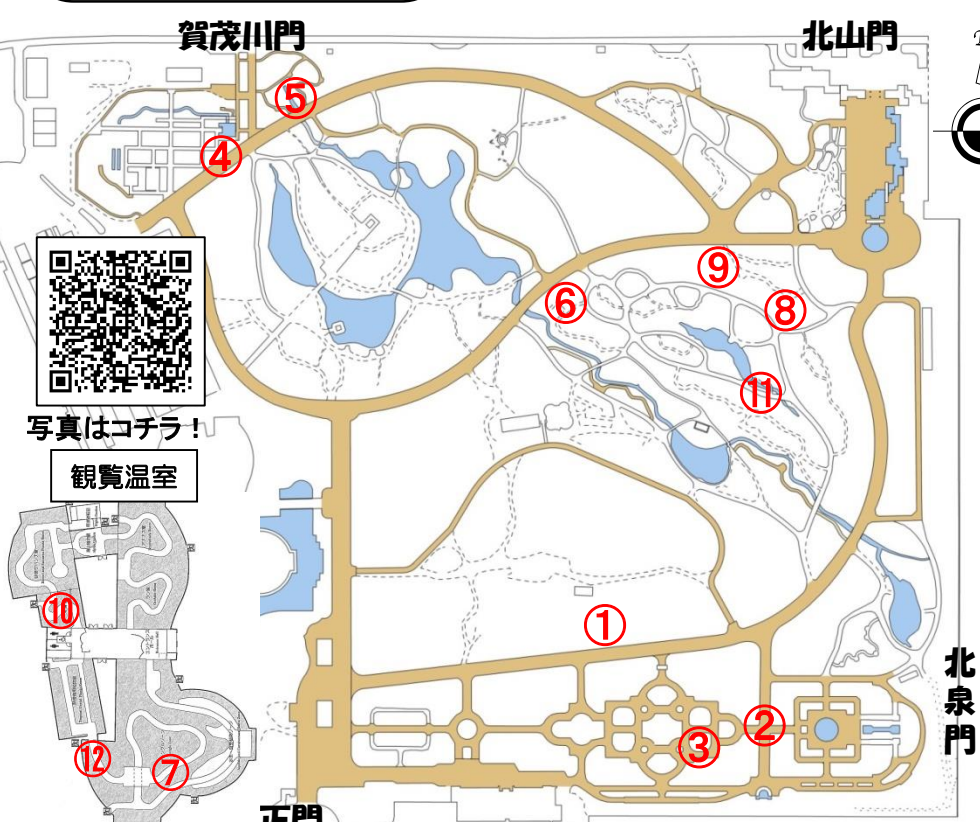 賀茂川門
北山門
⑤
④
⑨
⑥
⑧
⑪
写真はコチラ！
観覧温室
⑩
①
北泉門
②
③
⑫
⑦
正門